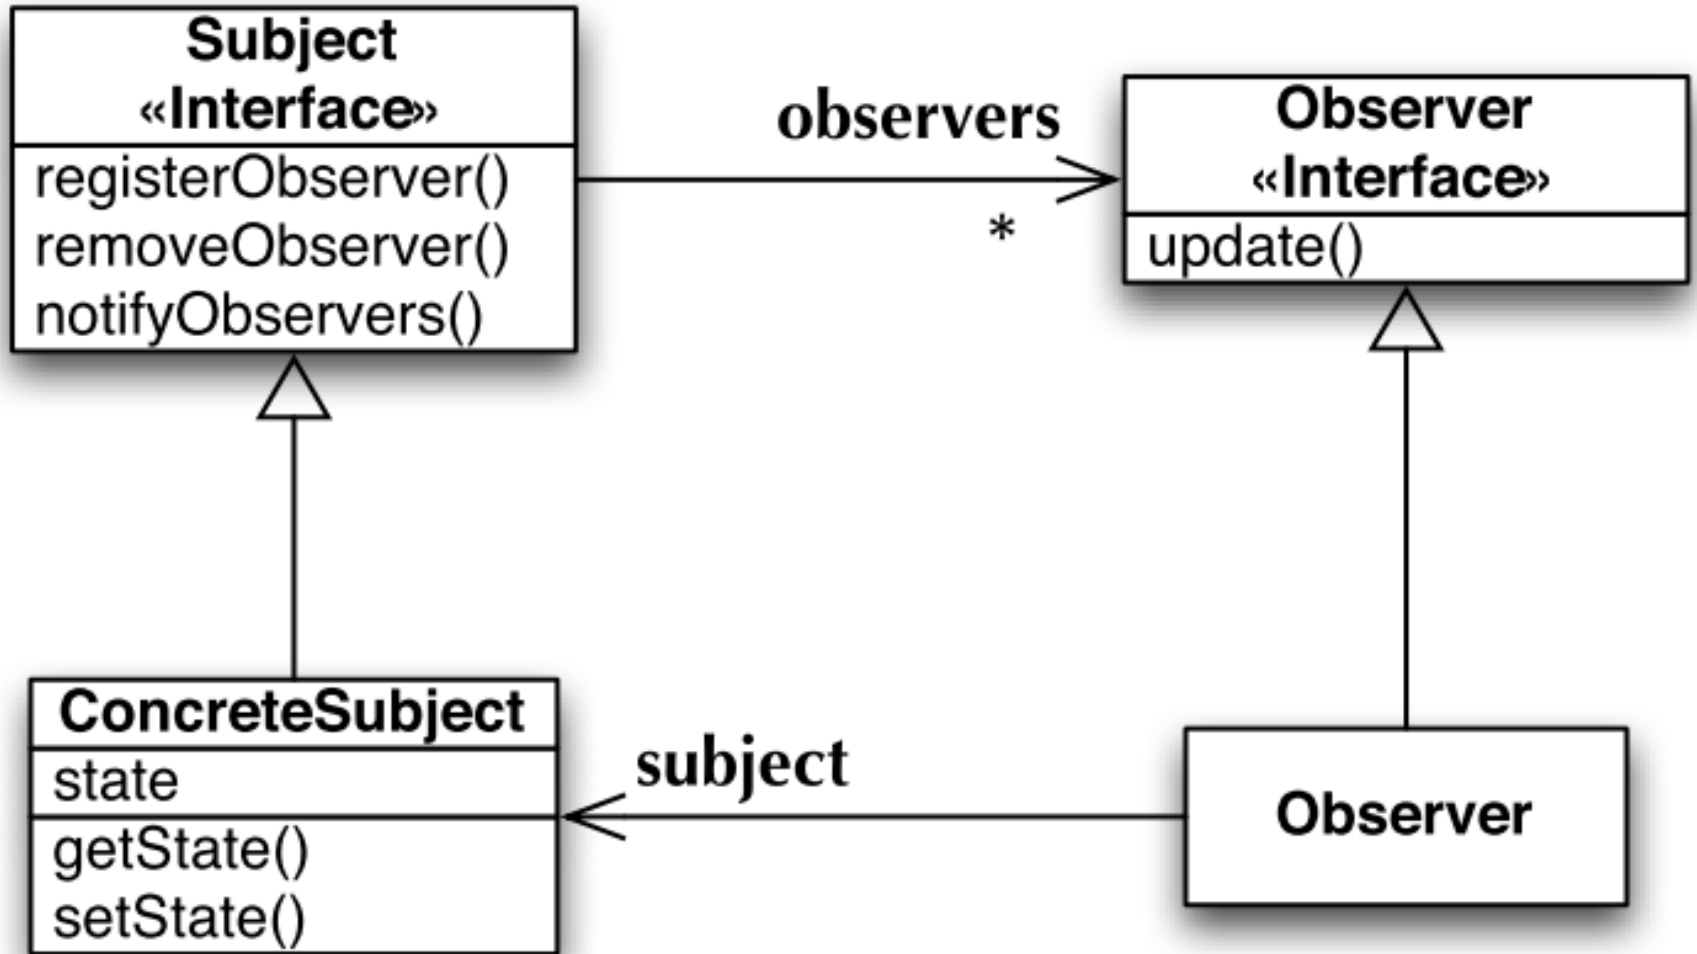 Subject
«Interface»
registerObserver()
removeObserver()
notifyObservers()
observers
*
Observer
«Interface»
update()
ConcreteSubject
state
getState()
setState()
subject
Observer